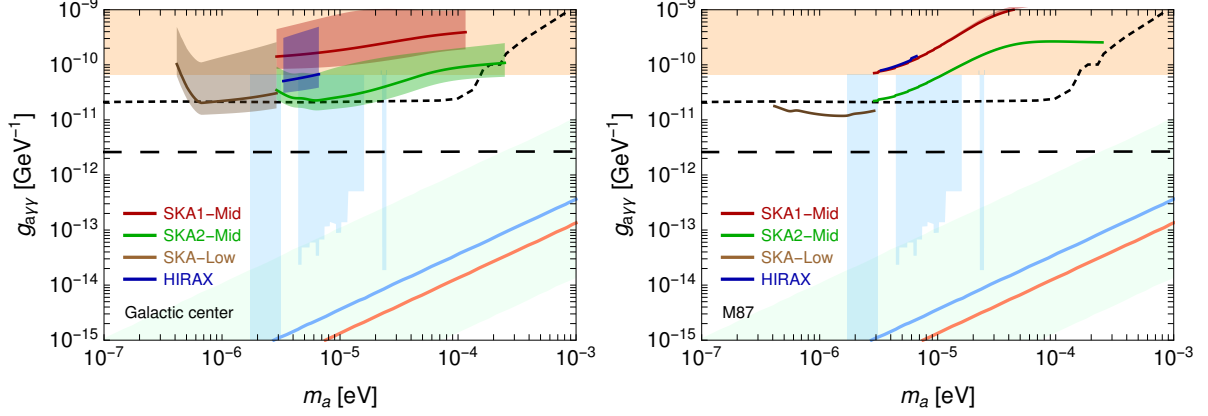 10⁻⁹
10⁻¹⁰
10⁻¹¹
10⁻¹²
10⁻¹³
10⁻¹⁴
10⁻¹⁵
g_aγγ [GeV⁻¹]
SKA1−Mid
SKA2−Mid
SKA−Low
HIRAX
Galactic center
10⁻⁷
10⁻⁶
10⁻⁵
10⁻⁴
10⁻³
m_a [eV]
10⁻⁹
10⁻¹⁰
10⁻¹¹
10⁻¹²
10⁻¹³
10⁻¹⁴
10⁻¹⁵
g_aγγ [GeV⁻¹]
SKA1−Mid
SKA2−Mid
SKA−Low
HIRAX
M87
10⁻⁷
10⁻⁶
10⁻⁵
10⁻⁴
10⁻³
m_a [eV]